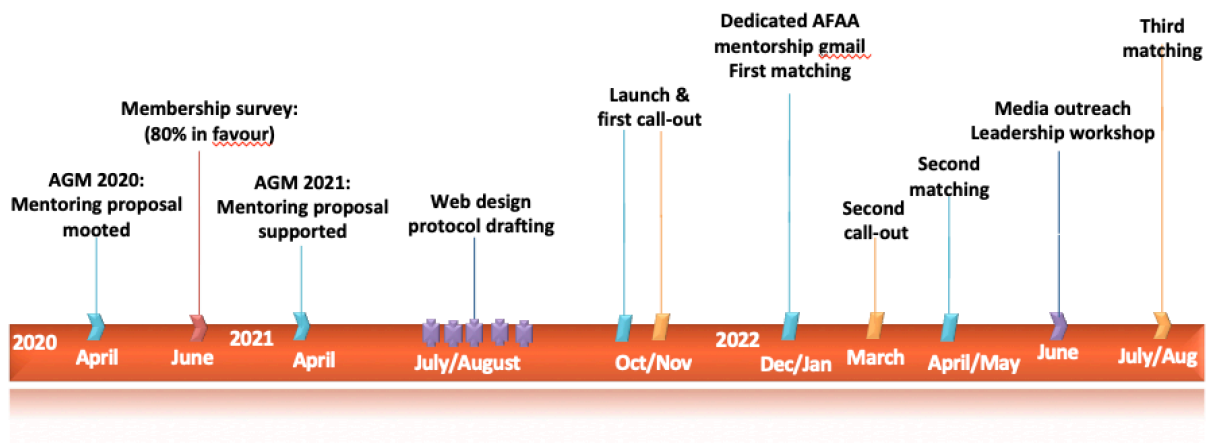 AGM 2020:
Mentoring proposal
mooted
Membership survey:
(80% in favour)
AGM 2021:
Mentoring proposal
supported
Web design
protocol drafting
Launch &
first call-out
Dedicated AFAA
mentorship gmail
First matching
Second
call-out
Second
matching
Media outreach
Leadership workshop
Third
matching
2020
April
June
2021
April
July/August
Oct/Nov
2022
Dec/Jan
March
April/May
June
July/Aug